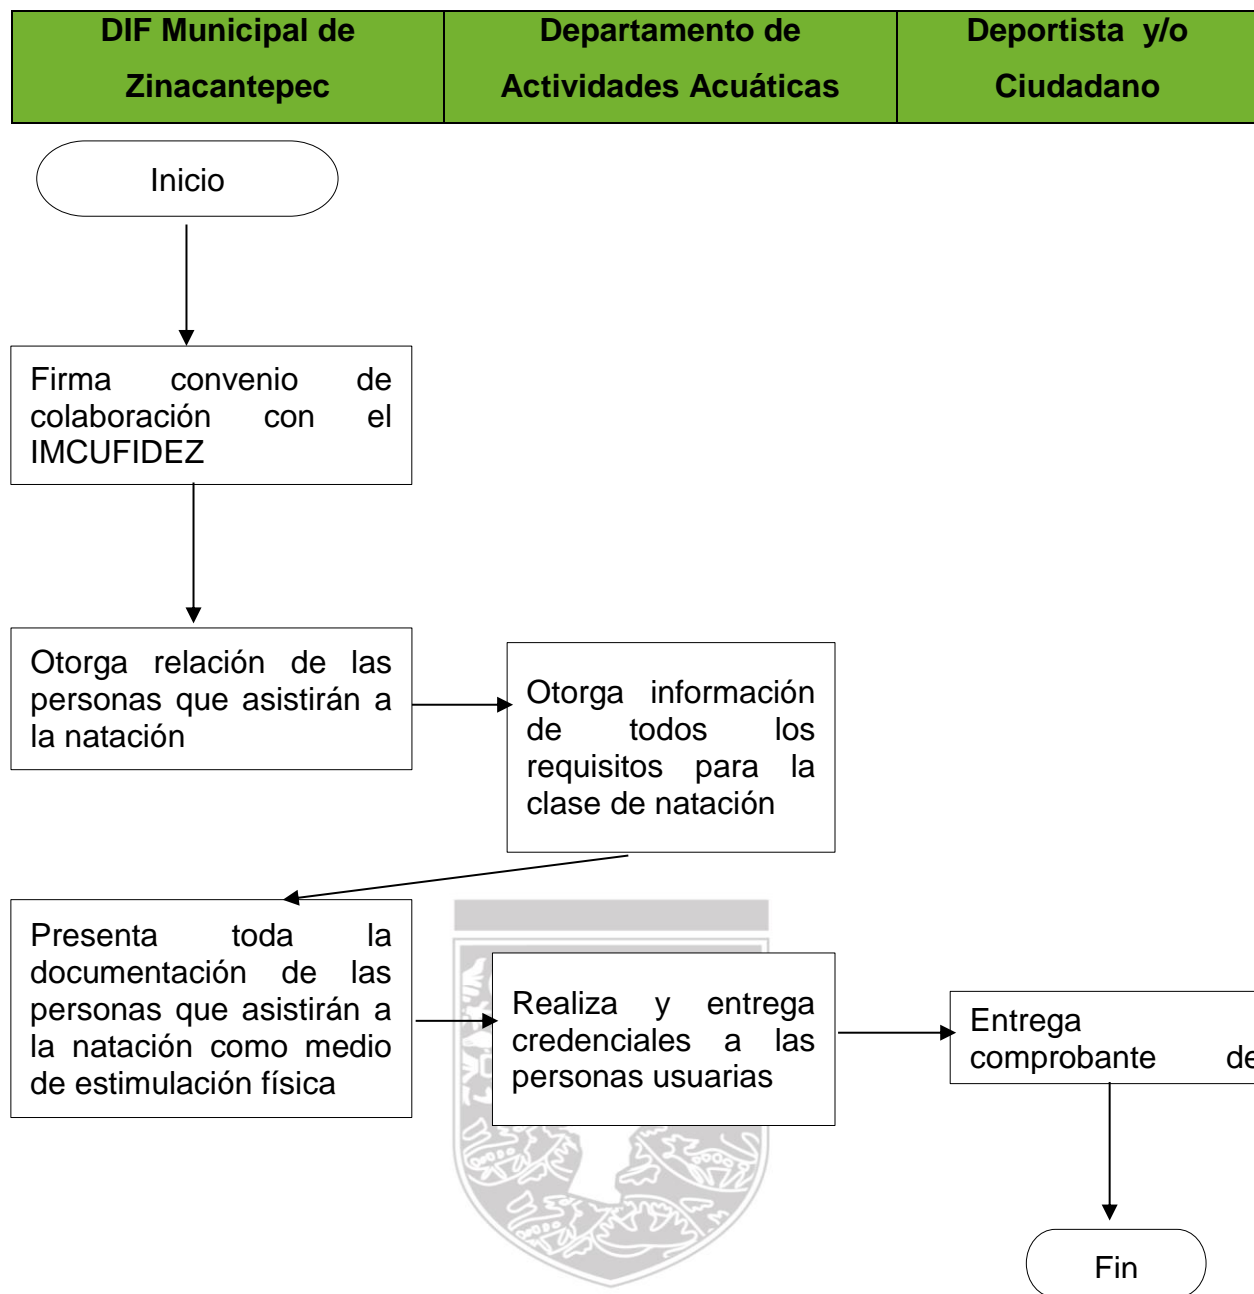 DIF Municipal de
Zinacantepec
Departamento de
Actividades Acuáticas
Deportista y/o
Ciudadano
Inicio
Firma convenio de
colaboración con el
IMCUFIDEZ
Otorga relación de las
personas que asistirán a
la natación
Otorga información
de todos los
requisitos para la
clase de natación
Presenta toda la
documentación de las
personas que asistirán a
la natación como medio
de estimulación física
Realiza y entrega
credenciales a las
personas usuarias
Entrega
comprobante de
Fin